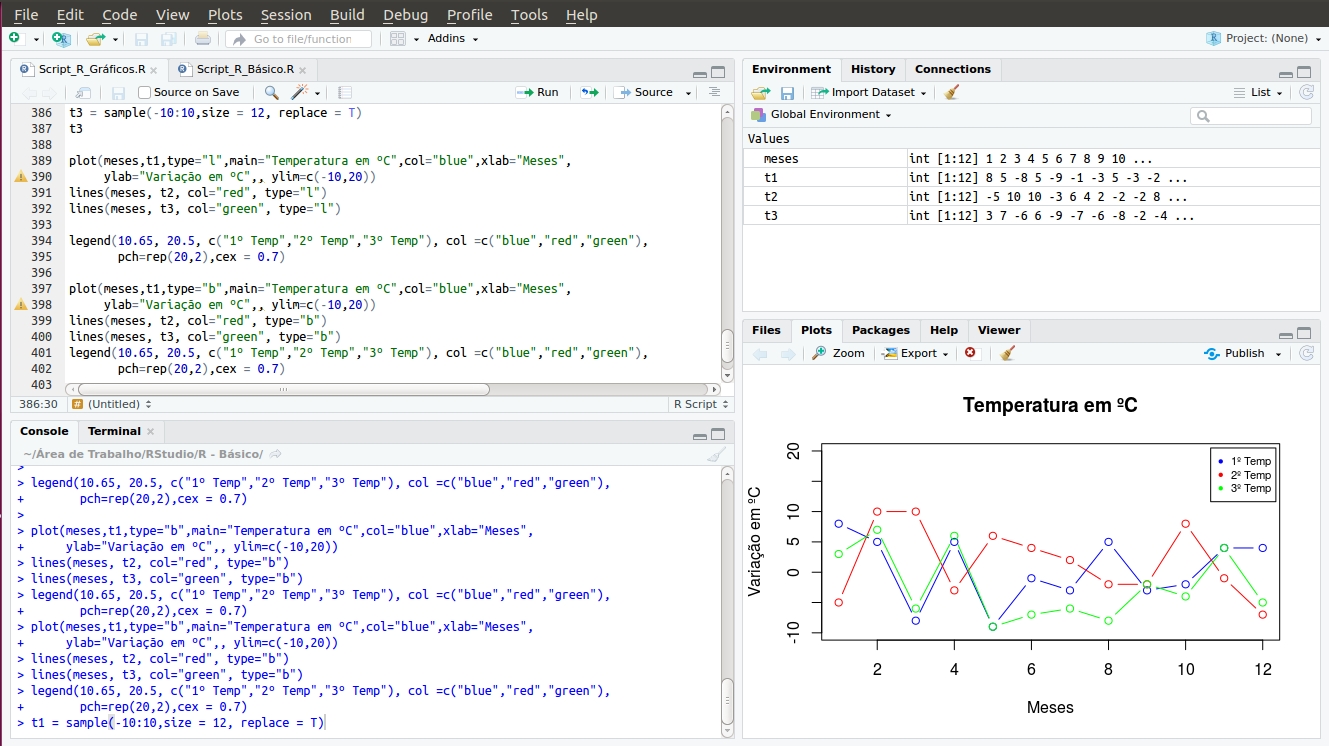 File Edit Code View Plots Session Build Debug Profile Tools Help
Go to file/function Addins Project: (None)
Script_R_Gráficos.R Script_R_Básico.R
Source on Save Run Source
386 t3 = sample(-10:10,size = 12, replace = T)
387 t3
388
389 plot(meses,t1,type="l",main="Temperatura em ºC",col="blue",xlab="Meses",
390 ylab="Variação em ºC",, ylim=c(-10,20))
391 lines(meses, t2, col="red", type="l")
392 lines(meses, t3, col="green", type="l")
393
394 legend(10.65, 20.5, c("1º Temp","2º Temp","3º Temp"), col =c("blue","red","green"),
395 pch=rep(20,2),cex = 0.7)
396
397 plot(meses,t1,type="b",main="Temperatura em ºC",col="blue",xlab="Meses",
398 ylab="Variação em ºC",, ylim=c(-10,20))
399 lines(meses, t2, col="red", type="b")
400 lines(meses, t3, col="green", type="b")
401 legend(10.65, 20.5, c("1º Temp","2º Temp","3º Temp"), col =c("blue","red","green"),
402 pch=rep(20,2),cex = 0.7)
403
386:30 # (Untitled) R Script
Console Terminal
~/Área de Trabalho/RStudio/R - Básico/
>
> legend(10.65, 20.5, c("1º Temp","2º Temp","3º Temp"), col =c("blue","red","green"),
+ pch=rep(20,2),cex = 0.7)
>
> plot(meses,t1,type="b",main="Temperatura em ºC",col="blue",xlab="Meses",
+ ylab="Variação em ºC",, ylim=c(-10,20))
> lines(meses, t2, col="red", type="b")
> lines(meses, t3, col="green", type="b")
> legend(10.65, 20.5, c("1º Temp","2º Temp","3º Temp"), col =c("blue","red","green"),
+ pch=rep(20,2),cex = 0.7)
> plot(meses,t1,type="b",main="Temperatura em ºC",col="blue",xlab="Meses",
+ ylab="Variação em ºC",, ylim=c(-10,20))
> lines(meses, t2, col="red", type="b")
> lines(meses, t3, col="green", type="b")
> legend(10.65, 20.5, c("1º Temp","2º Temp","3º Temp"), col =c("blue","red","green"),
+ pch=rep(20,2),cex = 0.7)
> t1 = sample(-10:10,size = 12, replace = T)
Environment History Connections
Import Dataset List
Global Environment
Values
meses int [1:12] 1 2 3 4 5 6 7 8 9 10 ...
t1 int [1:12] 8 5 -8 5 -9 -1 -3 5 -3 -2 ...
t2 int [1:12] -5 10 10 -3 6 4 2 -2 -2 8 ...
t3 int [1:12] 3 7 -6 6 -9 -7 -6 -8 -2 -4 ...
Files Plots Packages Help Viewer
Zoom Export Publish
Temperatura em ºC
Variação em ºC
20
10
5
0
-10
1º Temp
2º Temp
3º Temp
2 4 6 8 10 12
Meses